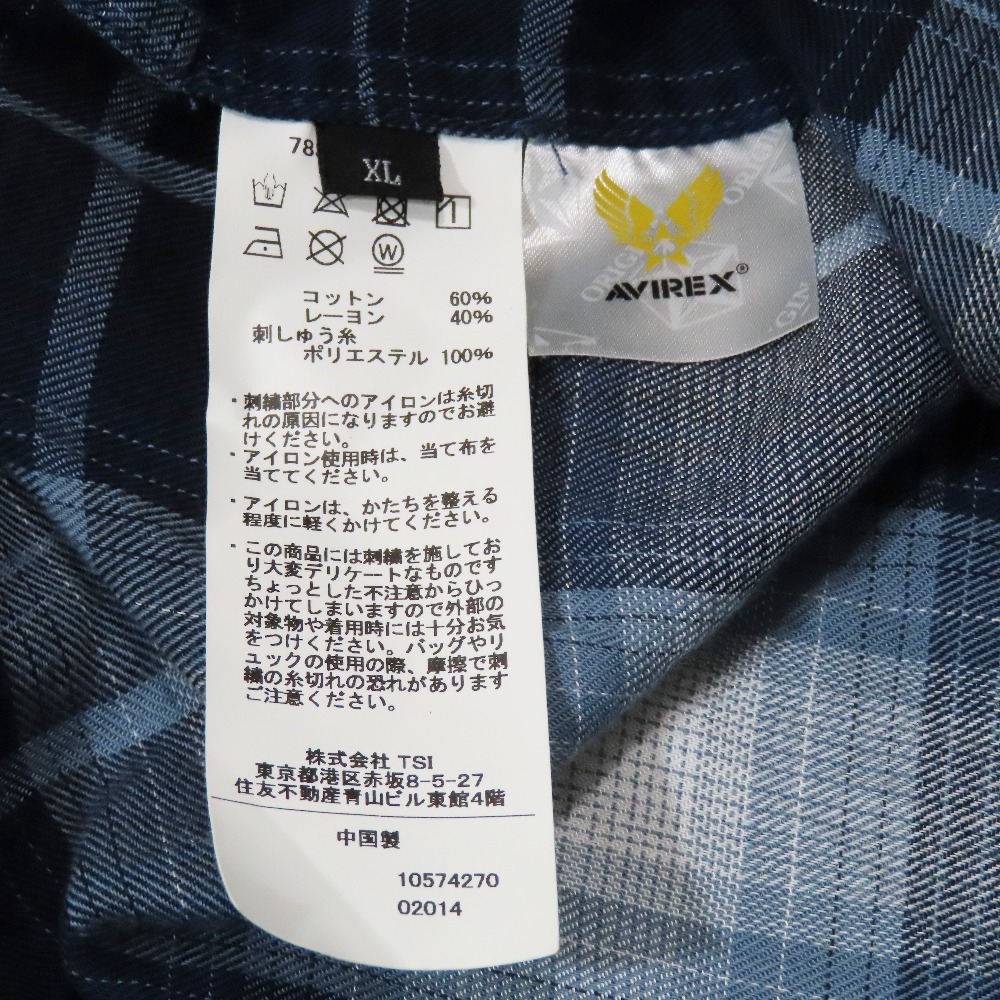 78
XL
W
コットン 60%
レーヨン 40%
刺しゅう糸
ポリエステル 100%
・刺繍部分へのアイロンは糸切
れの原因になりますのでお避
けください。
・アイロン使用時は、当て布を
当ててください。
・アイロンは、かたちを整える
程度に軽くかけてください。
・この商品には刺繍を施してお
り大変デリケートなものです
ちょっとした不注意からひっ
かけてしまいますので外部の
対象物や着用時には十分お気
をつけください。バッグやリ
ュックの使用の際、摩擦で刺
繍の糸切れの恐れがあります
ご注意ください。
株式会社 TSI
東京都港区赤坂8-5-27
住友不動産青山ビル東館4階
中国製
10574270
02014
AVIREX®
ORIGIN
ORIGIN
ORIGIN